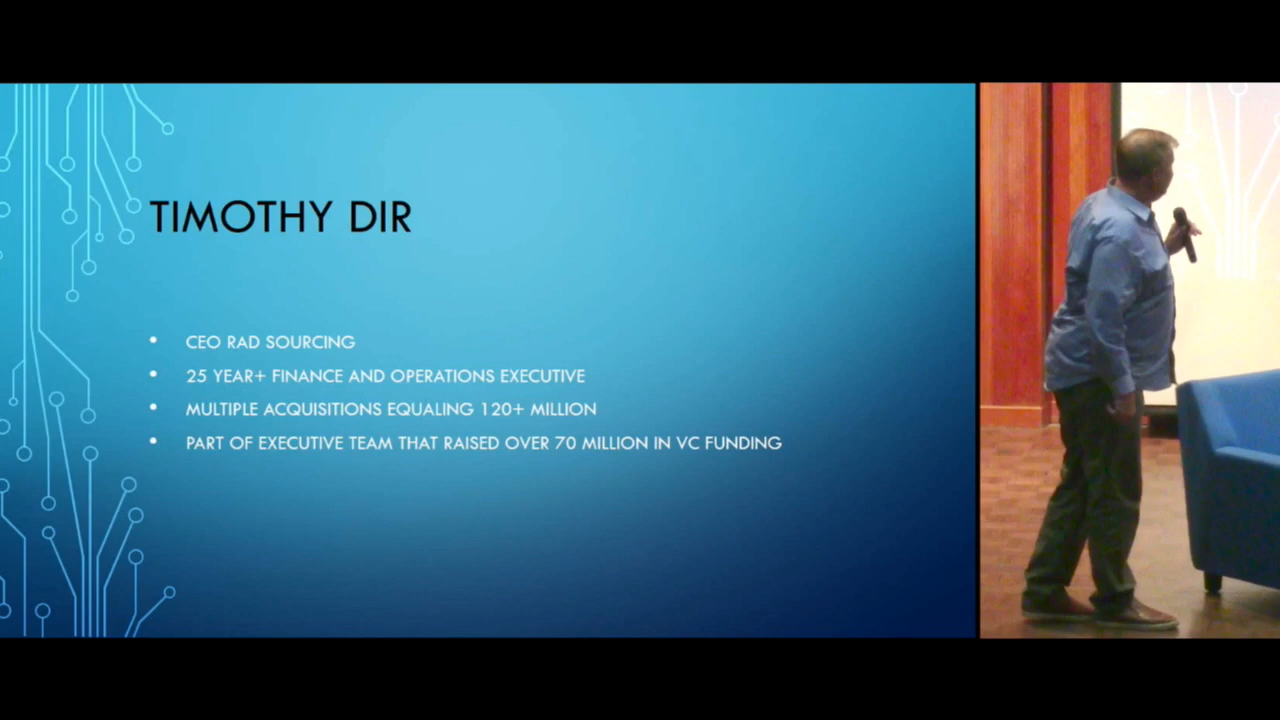 TIMOTHY DIR
• CEO RAD SOURCING
• 25 YEAR+ FINANCE AND OPERATIONS EXECUTIVE
• MULTIPLE ACQUISITIONS EQUALING 120+ MILLION
• PART OF EXECUTIVE TEAM THAT RAISED OVER 70 MILLION IN VC FUNDING